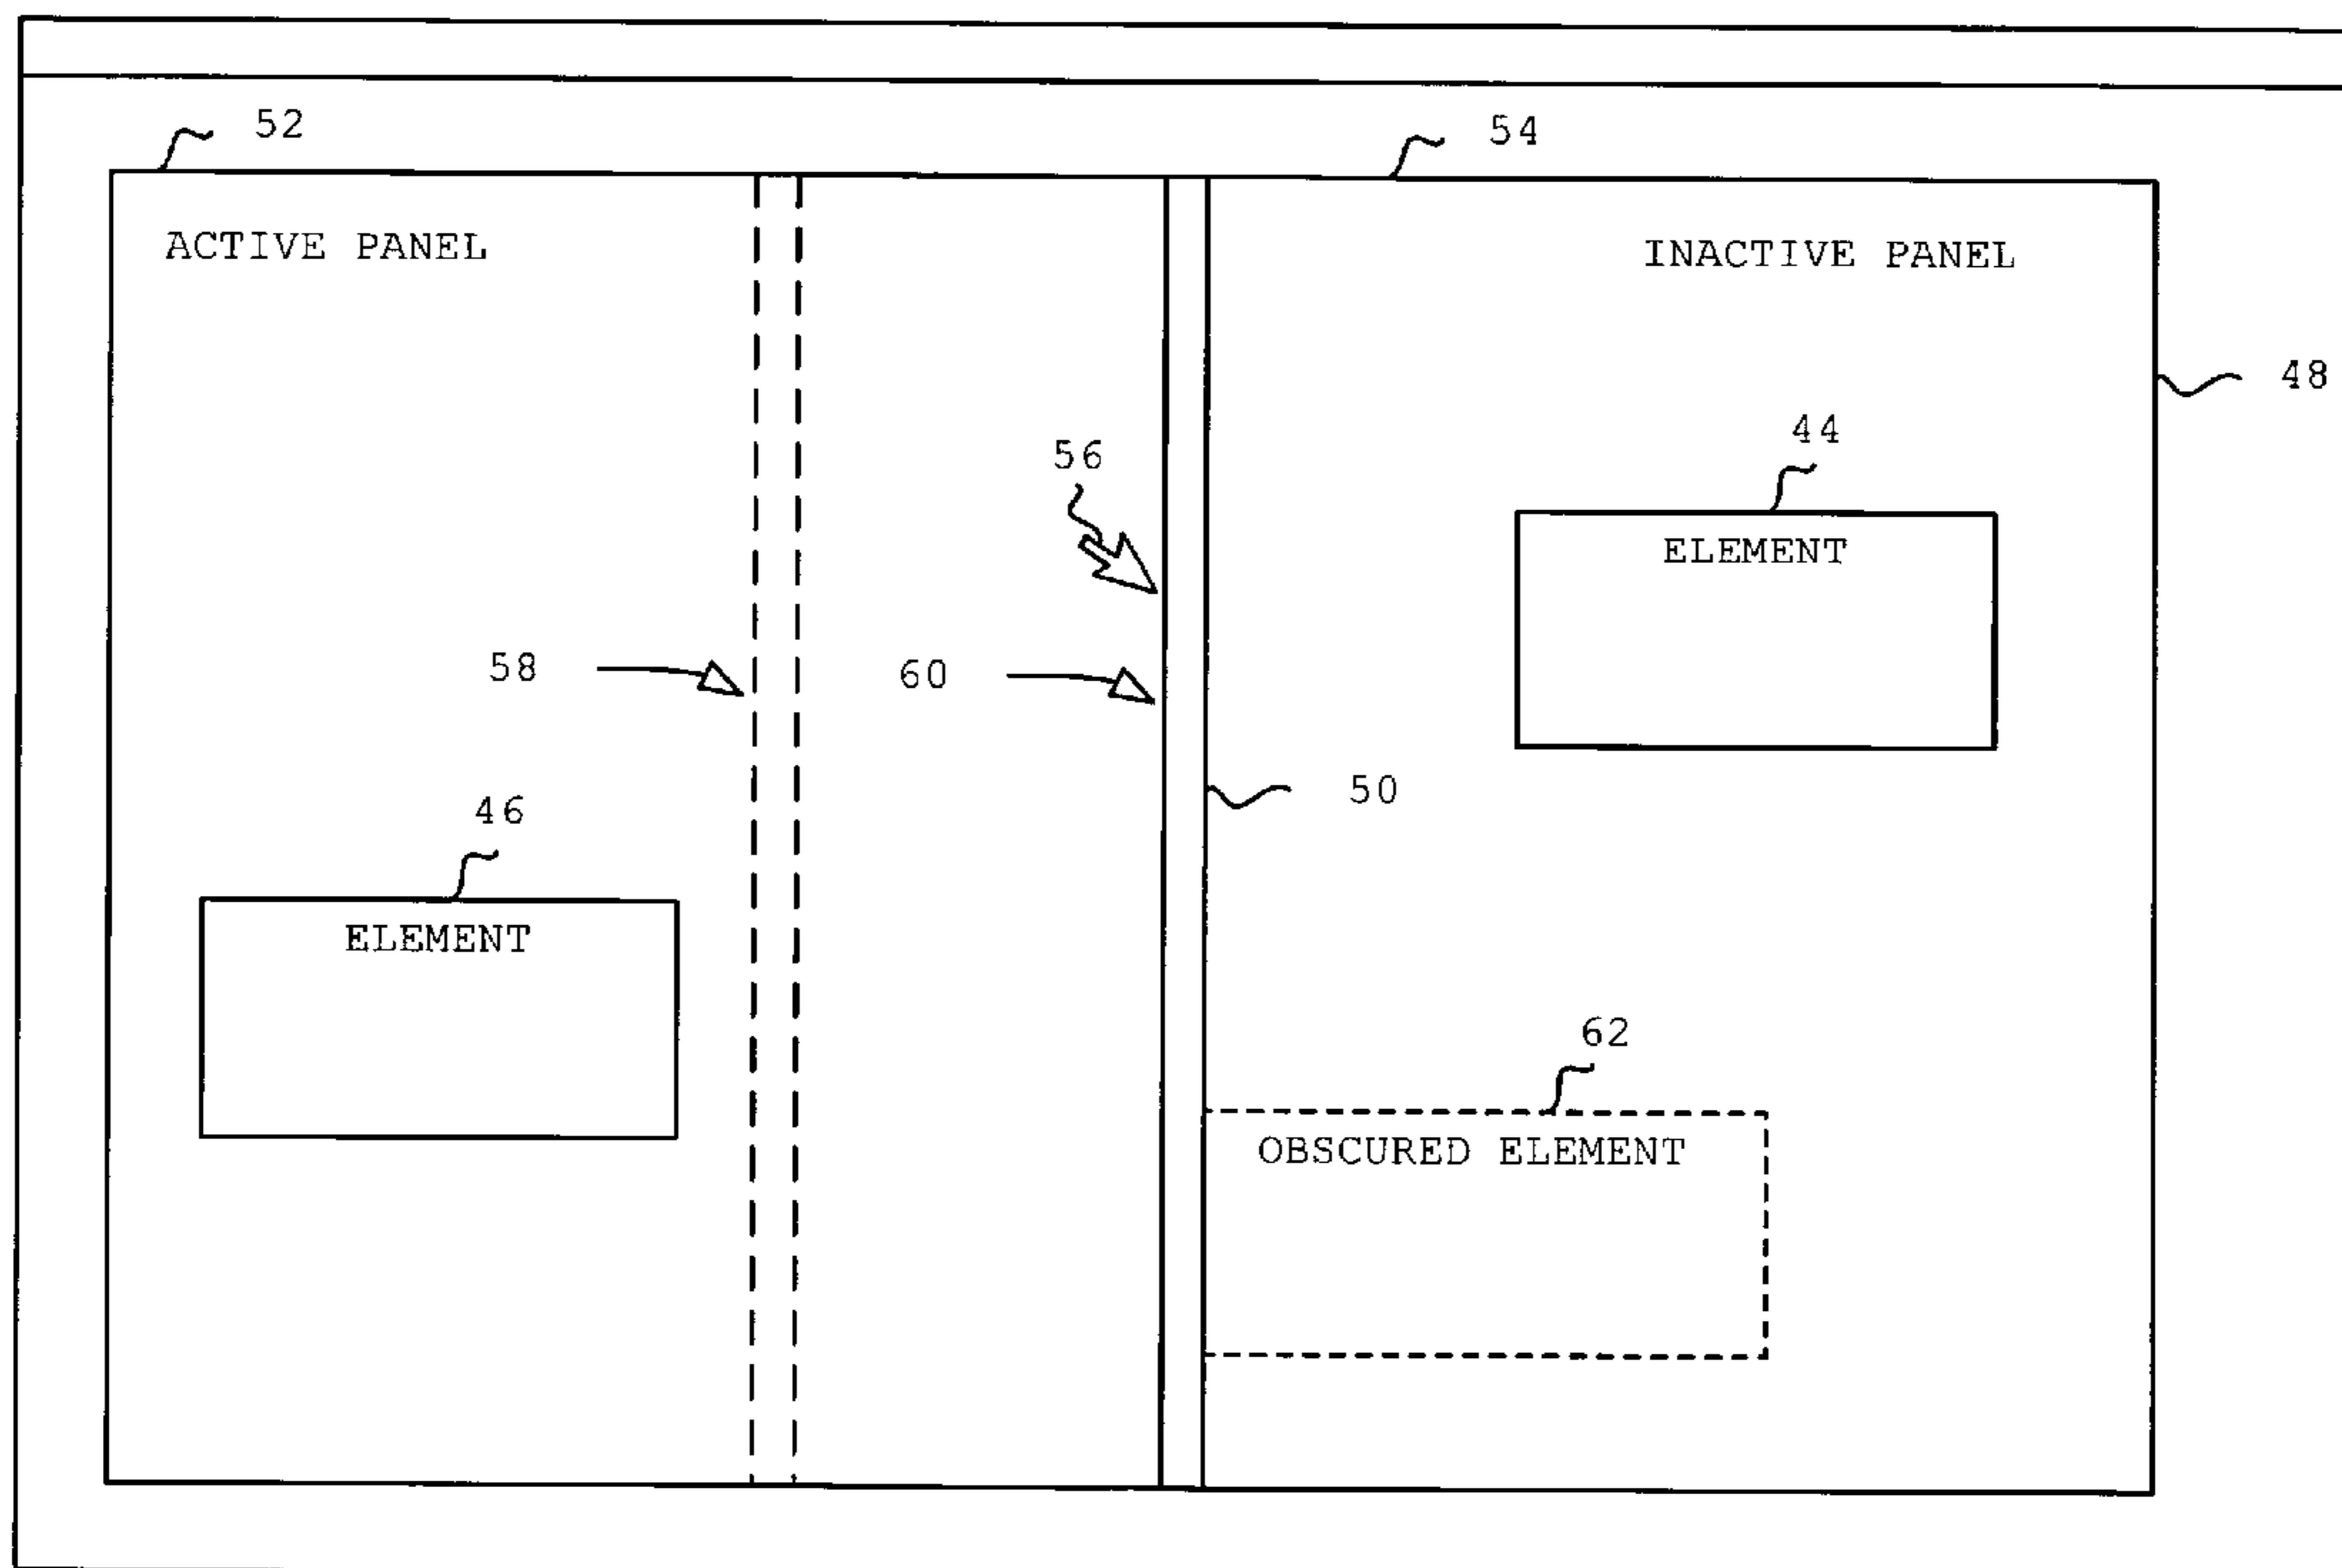 52
54
ACTIVE PANEL
INACTIVE PANEL
48
44
56
ELEMENT
58
60
50
46
ELEMENT
62
OBSCURED ELEMENT